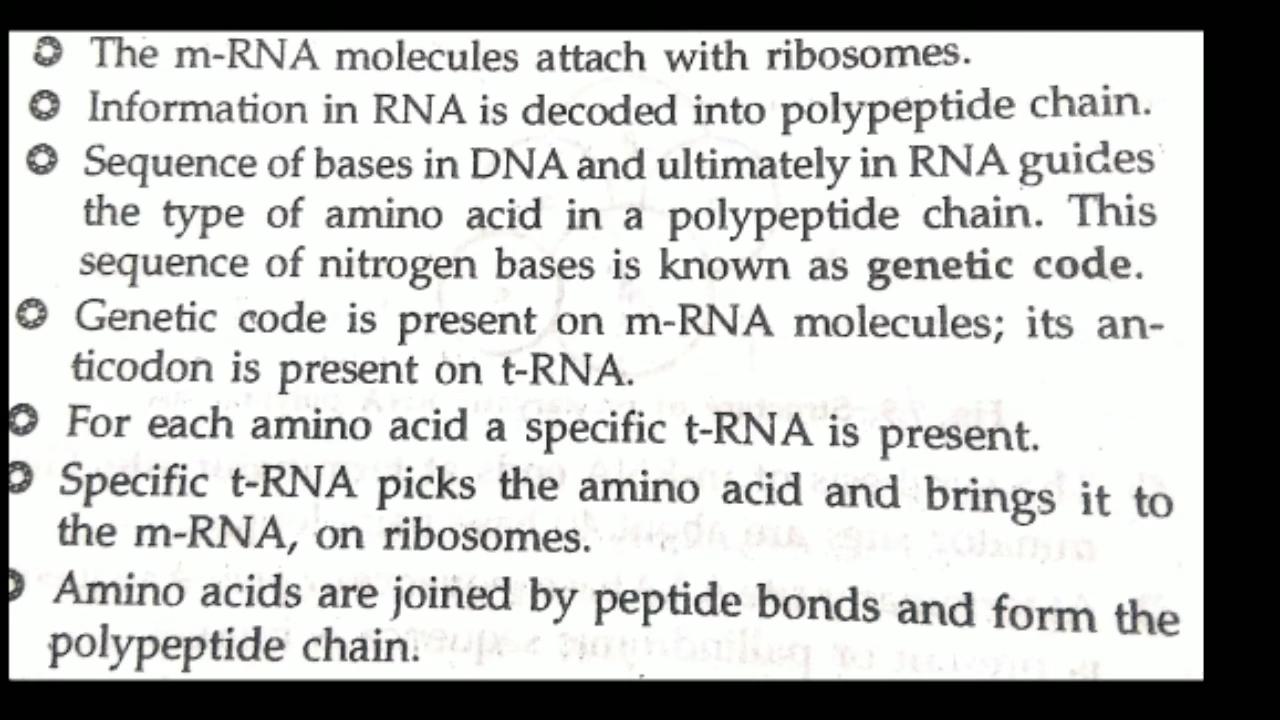 The m-RNA molecules attach with ribosomes.
Information in RNA is decoded into polypeptide chain.
Sequence of bases in DNA and ultimately in RNA guides
the type of amino acid in a polypeptide chain. This
sequence of nitrogen bases is known as genetic code.
Genetic code is present on m-RNA molecules; its an-
ticodon is present on t-RNA.
For each amino acid a specific t-RNA is present.
Specific t-RNA picks the amino acid and brings it to
the m-RNA, on ribosomes.
Amino acids are joined by peptide bonds and form the
polypeptide chain.